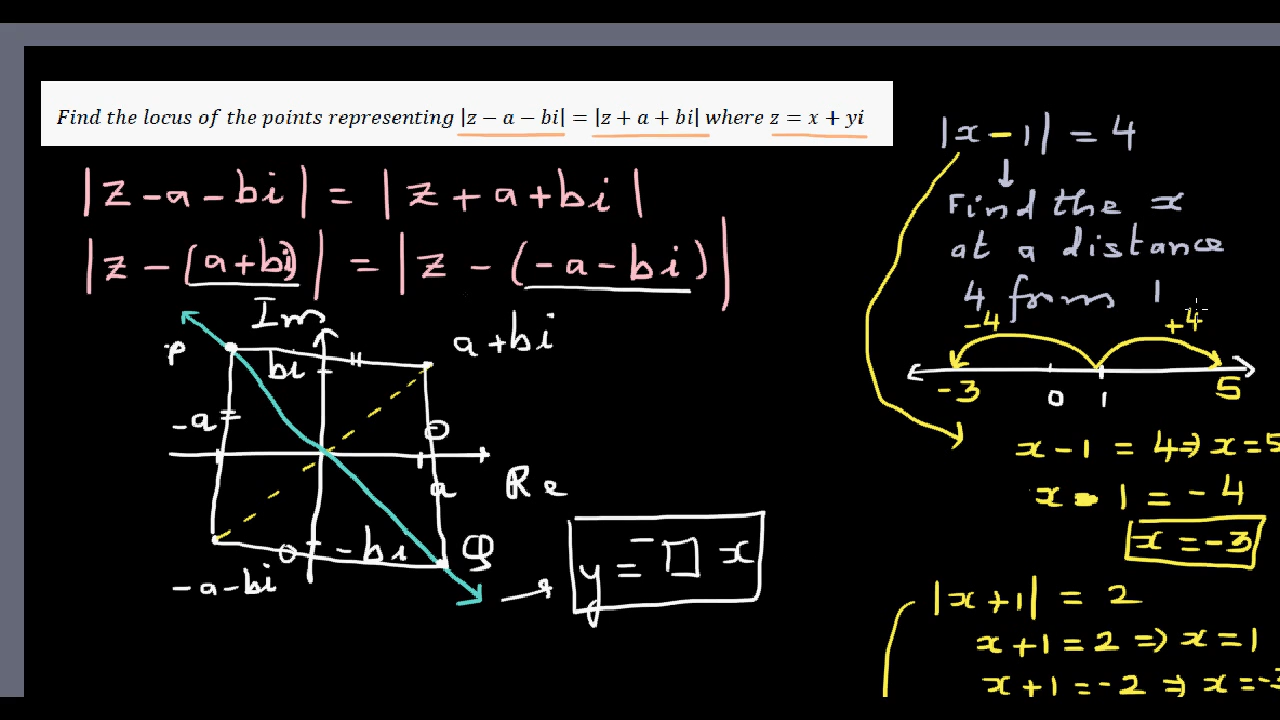 Find the locus of the points representing |z − a − bi| = |z + a + bi| where z = x + yi
|z - a - bi| = |z + a + bi|
|z - (a+bi)| = |z - (-a - bi)|
Im
a + bi
P
bi
-a
a
Re
-bi
Q
-a-bi
y = -□ x
|x - 1| = 4
↓
Find the x
at a distance
4 from 1
-4 +4
-3 0 1 5
x - 1 = 4 ⇒ x = 5
x - 1 = -4
x = -3
|x + 1| = 2
x + 1 = 2 ⇒ x = 1
x + 1 = -2 ⇒ x = -3